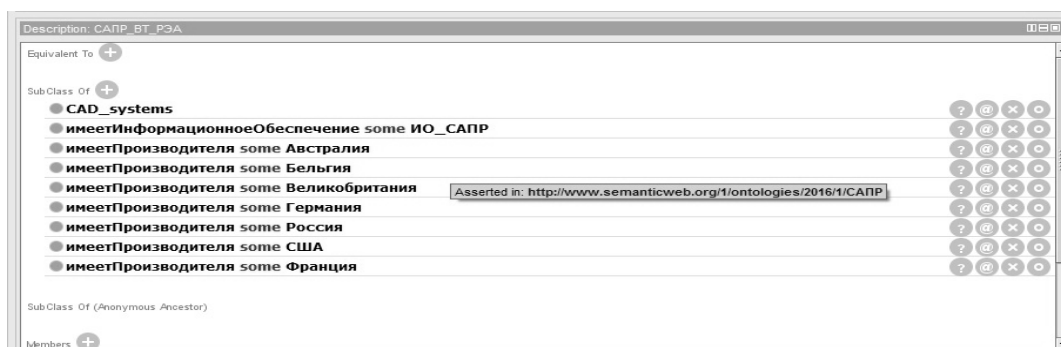 Description: САПР_ВТ_РЭА
Equivalent To
SubClass Of
CAD_systems
имеетИнформационноеОбеспечение some ИО_САПР
имеетПроизводителя some Австралия
имеетПроизводителя some Бельгия
имеетПроизводителя some Великобритания
Asserted in: http://www.semanticweb.org/1/ontologies/2016/1/САПР
имеетПроизводителя some Германия
имеетПроизводителя some Россия
имеетПроизводителя some США
имеетПроизводителя some Франция
SubClass Of (Anonymous Ancestor)
Members